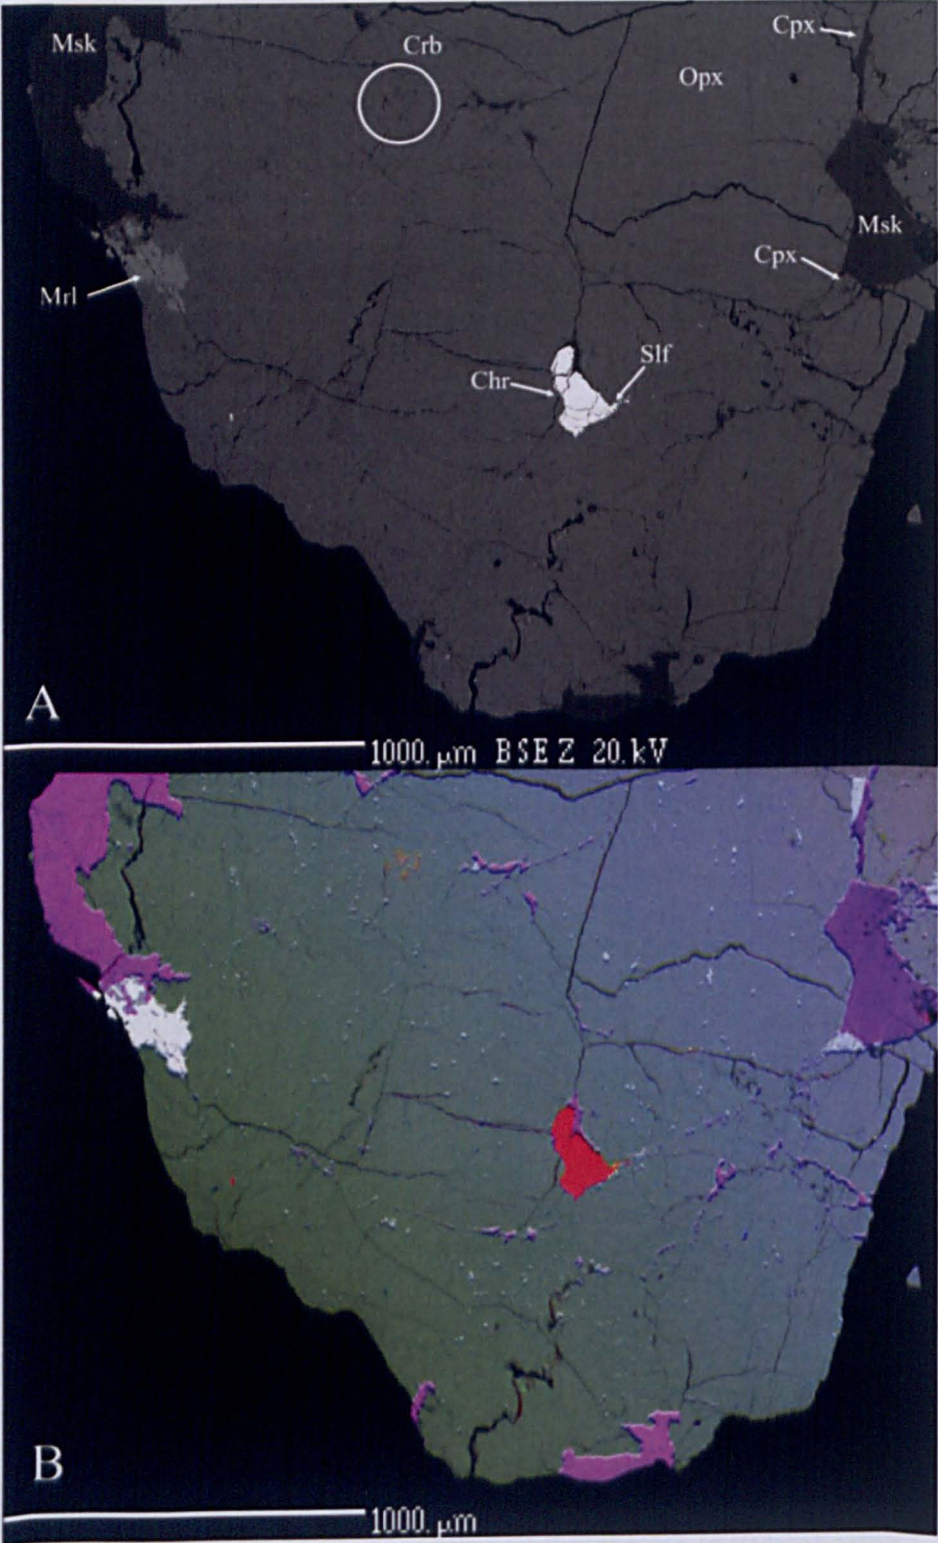 Cpx
Msk
Crb
Opx
Msk
Cpx
Mrl
Slf
Chr
A
1000. µm BSE Z 20. kV
B
1000. µm